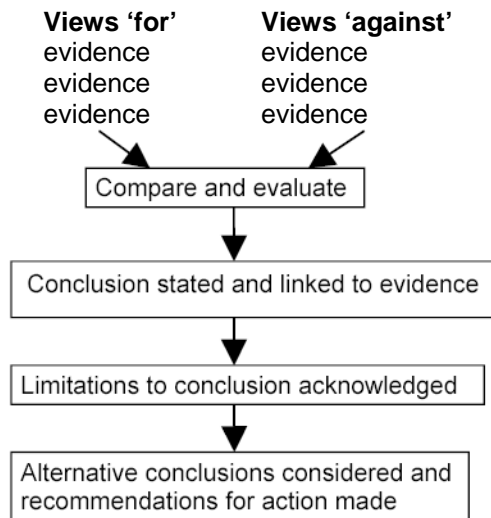 Views ‘for’
evidence
evidence
evidence
Views ‘against’
evidence
evidence
evidence
Compare and evaluate
Conclusion stated and linked to evidence
Limitations to conclusion acknowledged
Alternative conclusions considered and
recommendations for action made